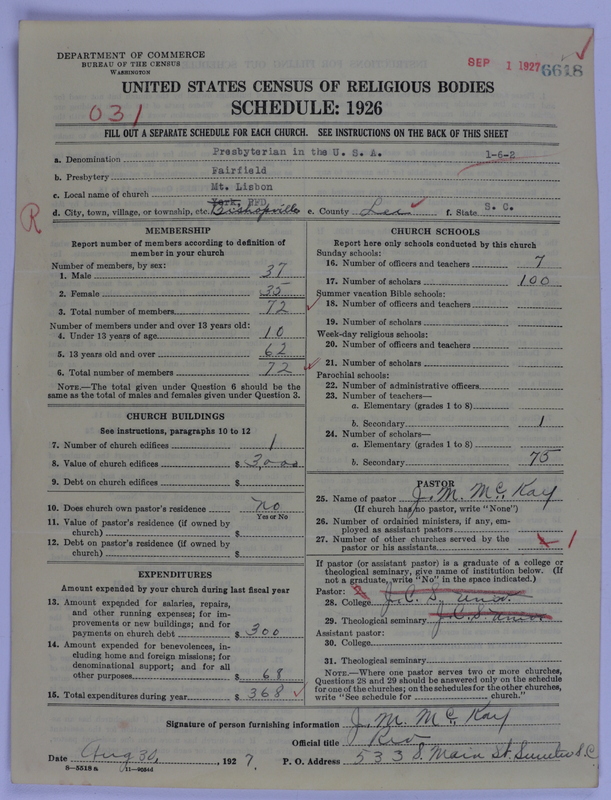 DEPARTMENT OF COMMERCE
BUREAU OF THE CENSUS
WASHINGTON
SEP 1 1927
6618
UNITED STATES CENSUS OF RELIGIOUS BODIES
031
SCHEDULE: 1926
FILL OUT A SEPARATE SCHEDULE FOR EACH CHURCH. SEE INSTRUCTIONS ON THE BACK OF THIS SHEET
a. Denomination Presbyterian in the U. S. A. 1-6-2
b. Presbytery Fairfield
c. Local name of church Mt. Lisbon
York, RFD
d. City, town, village, or township, etc. Bishopville e. County Lee f. State S. C.
R
MEMBERSHIP
Report number of members according to definition of
member in your church
Number of members, by sex:
1. Male 37
2. Female 35
3. Total number of members 72
Number of members under and over 13 years old:
4. Under 13 years of age 10
5. 13 years old and over 62
6. Total number of members 72
NOTE.—The total given under Question 6 should be the
same as the total of males and females given under Question 3.
CHURCH BUILDINGS
See instructions, paragraphs 10 to 12
7. Number of church edifices 1
8. Value of church edifices $ 3,000
9. Debt on church edifices $
10. Does church own pastor's residence no
Yes or No
11. Value of pastor's residence (if owned by
church) $
12. Debt on pastor's residence (if owned by
church) $
EXPENDITURES
Amount expended by your church during last fiscal year
13. Amount expended for salaries, repairs,
and other running expenses; for im-
provements or new buildings; and for
payments on church debt $ 300
14. Amount expended for benevolences, in-
cluding home and foreign missions; for
denominational support; and for all
other purposes $ 68
15. Total expenditures during year $ 368
CHURCH SCHOOLS
Report here only schools conducted by this church
Sunday schools:
16. Number of officers and teachers 7
17. Number of scholars 100
Summer vacation Bible schools:
18. Number of officers and teachers
19. Number of scholars
Week-day religious schools:
20. Number of officers and teachers
21. Number of scholars
Parochial schools:
22. Number of administrative officers
23. Number of teachers—
a. Elementary (grades 1 to 8)
b. Secondary 1
24. Number of scholars—
a. Elementary (grades 1 to 8)
b. Secondary 75
PASTOR
25. Name of pastor J. M. McKay
(If church has no pastor, write "None")
26. Number of ordained ministers, if any, em-
ployed as assistant pastors
27. Number of other churches served by the
pastor or his assistants 1
If pastor (or assistant pastor) is a graduate of a college or
theological seminary, give name of institution below. (If
not a graduate, write "No" in the space indicated.)
Pastor:
28. College J. C. S. Univ.
29. Theological seminary J. C. S. Univ.
Assistant pastor:
30. College
31. Theological seminary
NOTE.—Where one pastor serves two or more churches,
Questions 28 and 29 should be answered only on the schedule
for one of the churches; on the schedules for the other churches,
write "See schedule for church."
Signature of person furnishing information J. M. McKay
Official title Rev
Date Aug 30, 1927 P. O. Address 533 S. Main St. Sumter S.C.
8—5518 a